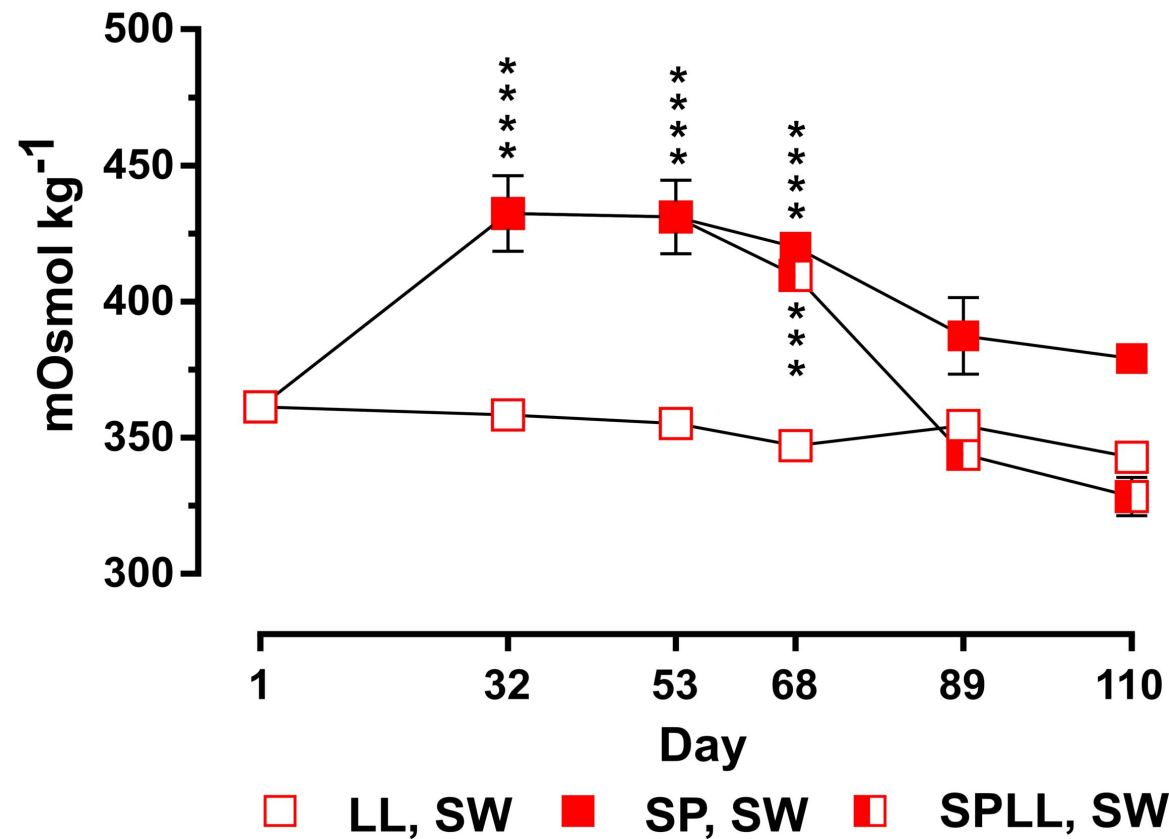 500
450
400
350
300
mOsmol kg-1
* * * *
* * * *
* * * *
* * *
1 32 53 68 89 110
Day
LL, SW SP, SW SPLL, SW